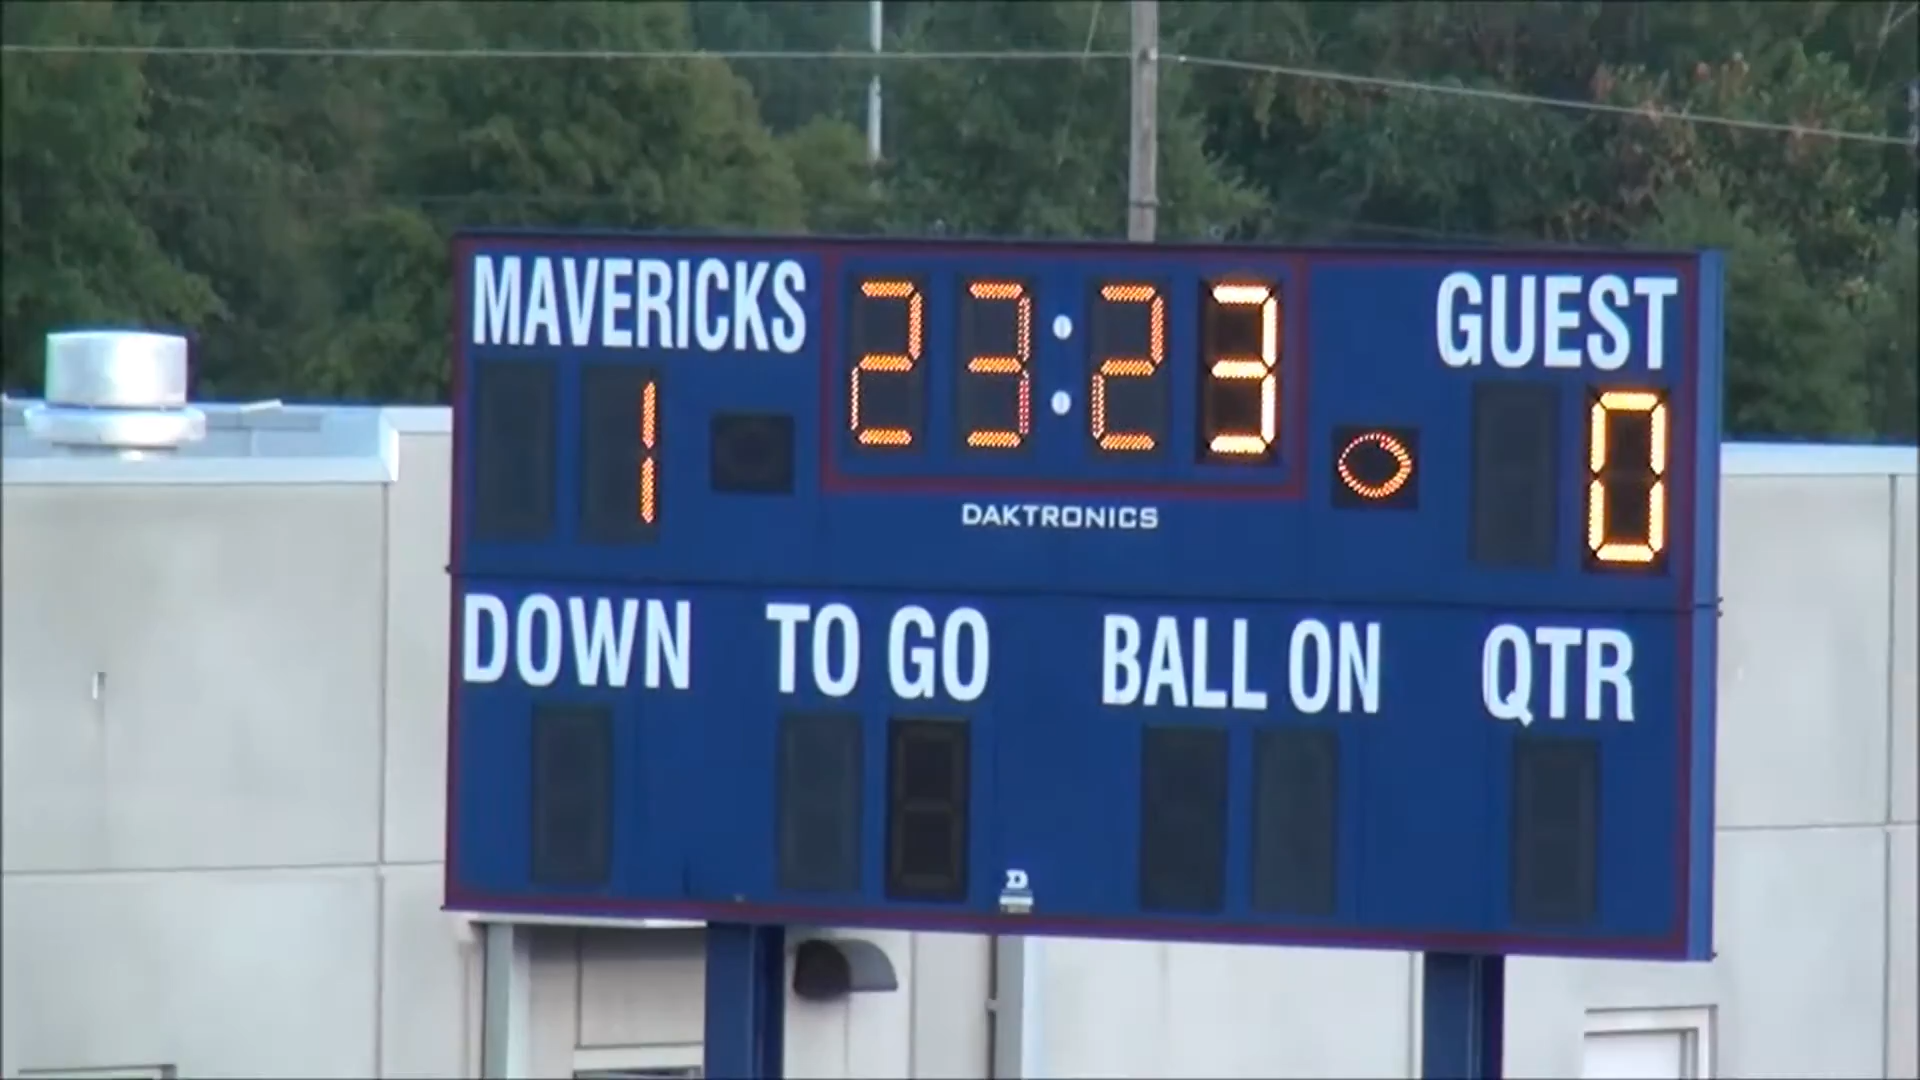 MAVERICKS 23:23 GUEST
1 0
DAKTRONICS
DOWN TO GO BALL ON QTR
D